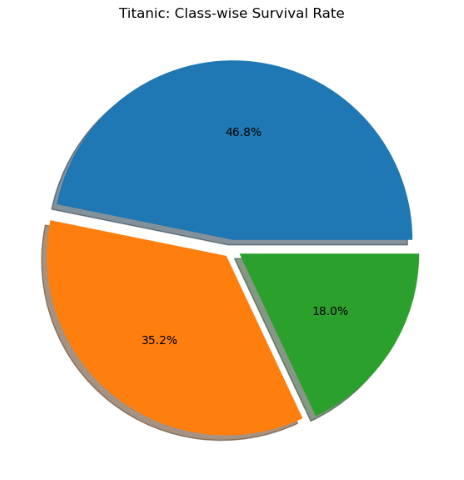 Titanic: Class-wise Survival Rate
46.8%
35.2%
18.0%